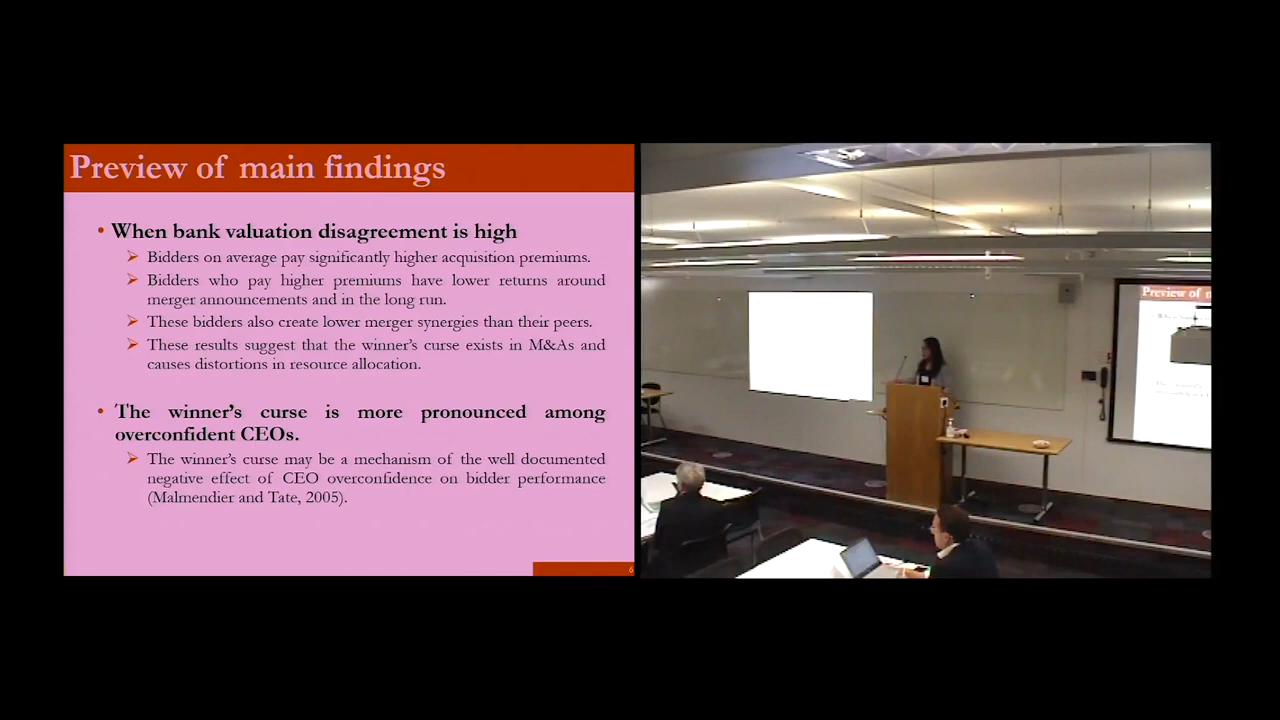 Preview of main findings
• When bank valuation disagreement is high
Bidders on average pay significantly higher acquisition premiums.
Bidders who pay higher premiums have lower returns around
merger announcements and in the long run.
These bidders also create lower merger synergies than their peers.
These results suggest that the winner's curse exists in M&As and
causes distortions in resource allocation.
• The winner's curse is more pronounced among
overconfident CEOs.
The winner's curse may be a mechanism of the well documented
negative effect of CEO overconfidence on bidder performance
(Malmendier and Tate, 2005).
6
Preview of